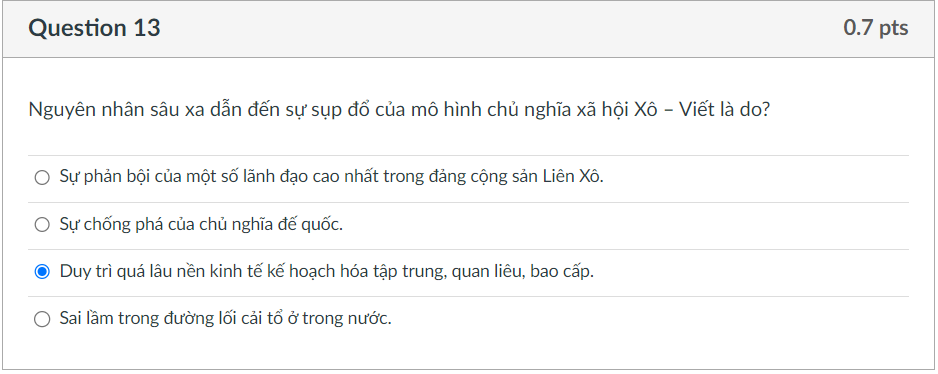 Question 13
0.7 pts
Nguyên nhân sâu xa dẫn đến sự sụp đổ của mô hình chủ nghĩa xã hội Xô – Viết là do?
Sự phản bội của một số lãnh đạo cao nhất trong đảng cộng sản Liên Xô.
Sự chống phá của chủ nghĩa đế quốc.
Duy trì quá lâu nền kinh tế kế hoạch hóa tập trung, quan liêu, bao cấp.
Sai lầm trong đường lối cải tổ ở trong nước.